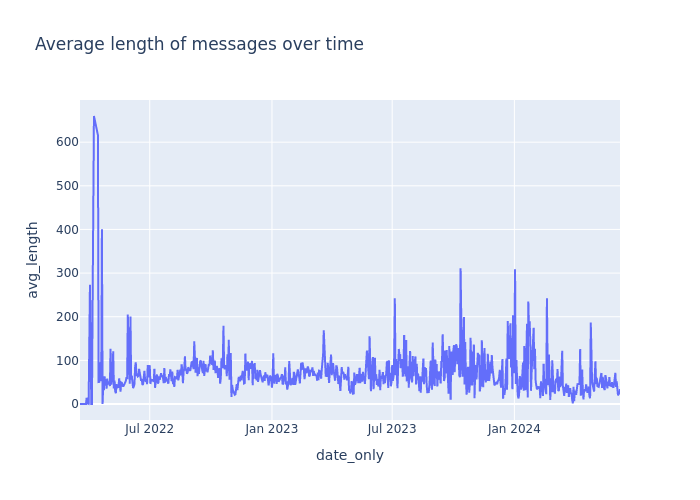 Average length of messages over time
avg_length
600
500
400
300
200
100
0
Jul 2022
Jan 2023
Jul 2023
Jan 2024
date_only